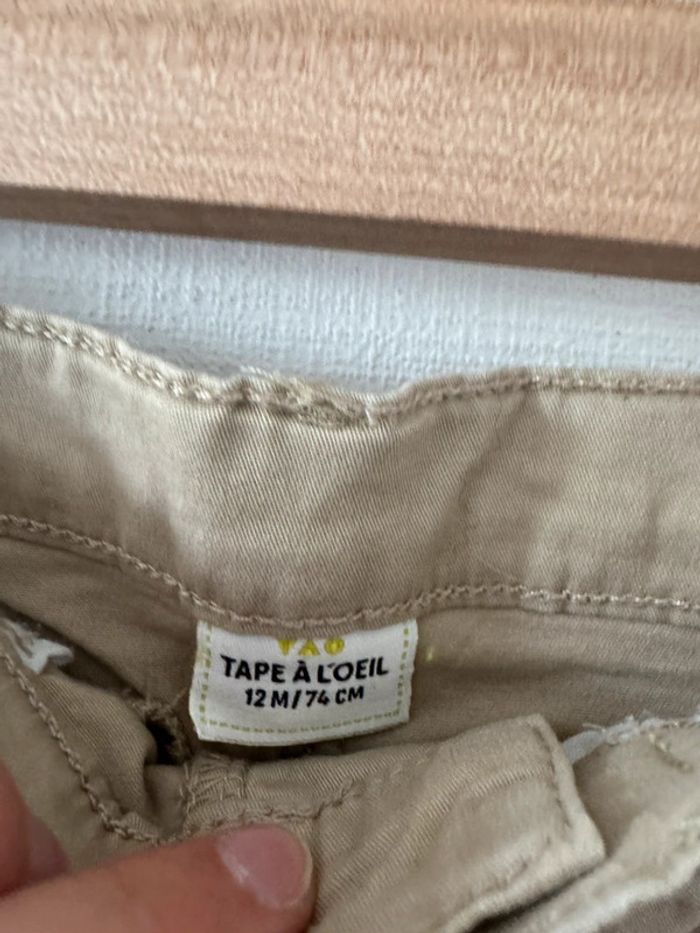 TAO
TAPE À L'OEIL
12 M / 74 CM